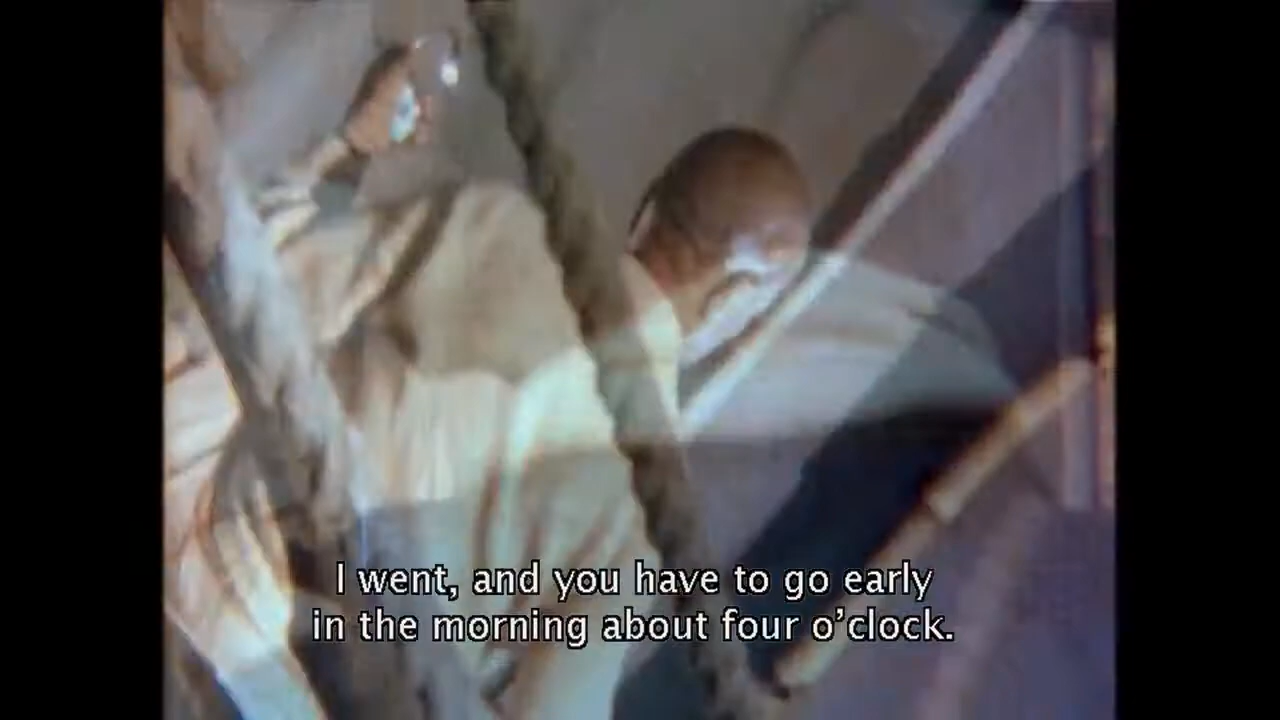 I went, and you have to go early
in the morning about four o’clock.